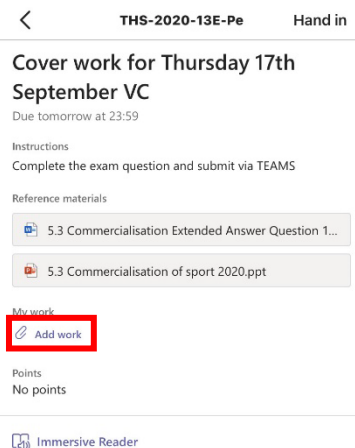 THS-2020-13E-Pe Hand in
Cover work for Thursday 17th
September VC
Due tomorrow at 23:59
Instructions
Complete the exam question and submit via TEAMS
Reference materials
5.3 Commercialisation Extended Answer Question 1...
5.3 Commercialisation of sport 2020.ppt
My work
Add work
Points
No points
Immersive Reader